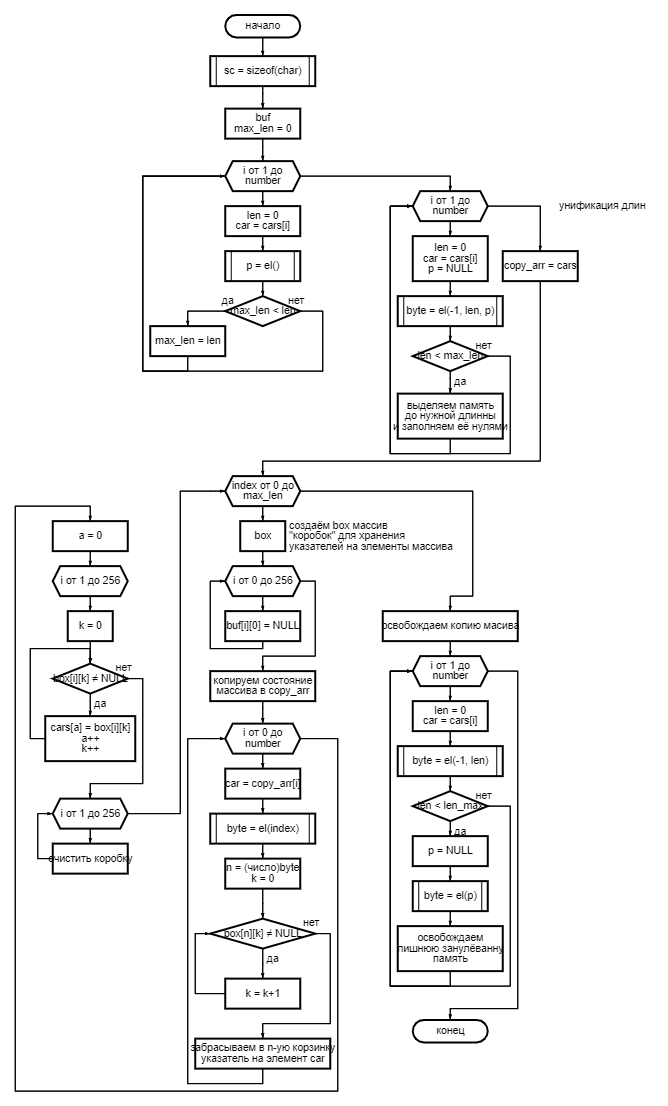 начало
sc = sizeof(char)
buf
max_len = 0
i от 1 до
number
len = 0
car = cars[i]
p = el()
да
нет
max_len < len
max_len = len
i от 1 до
number
унификация длин
len = 0
car = cars[i]
p = NULL
copy_arr = cars
byte = el(-1, len, p)
нет
len < max_len
да
выделяем память
до нужной длинны
и заполняем её нулями
index от 0 до
max_len
box
создаём box массив
"коробок" для хранения
указателей на элементы массива
i от 0 до 256
buf[i][0] = NULL
копируем состояние
массива в copy_arr
i от 0 до
number
car = copy_arr[i]
byte = el(index)
n = (число)byte
k = 0
нет
box[n][k] ≠ NULL
да
k = k+1
забрасываем в n-ую корзинку
указатель на элемент car
a = 0
i от 1 до 256
k = 0
нет
box[i][k] ≠ NULL
да
cars[a] = box[i][k]
a++
k++
i от 1 до 256
очистить коробку
освобождаем копию масива
i от 1 до
number
len = 0
car = cars[i]
byte = el(-1, len)
нет
len < len_max
да
p = NULL
byte = el(p)
освобождаем
лишнюю занулёванну
память
конец